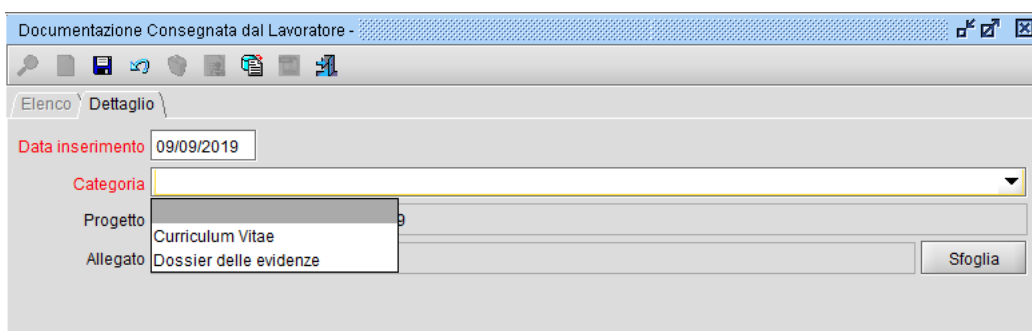 Documentazione Consegnata dal Lavoratore -
Elenco Dettaglio
Data inserimento 09/09/2019
Categoria
Progetto 9
Curriculum Vitae
Allegato Dossier delle evidenze Sfoglia